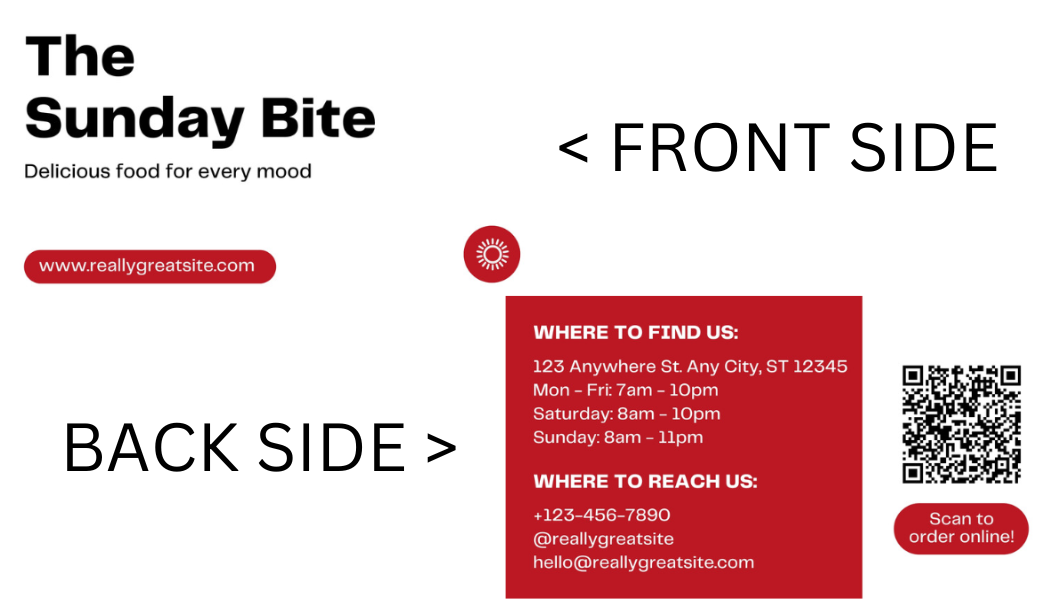 The
Sunday Bite
Delicious food for every mood
< FRONT SIDE
www.reallygreatsite.com
BACK SIDE >
WHERE TO FIND US:
123 Anywhere St. Any City, ST 12345
Mon - Fri: 7am - 10pm
Saturday: 8am - 10pm
Sunday: 8am - 11pm
WHERE TO REACH US:
+123-456-7890
@reallygreatsite
hello@reallygreatsite.com
Scan to
order online!